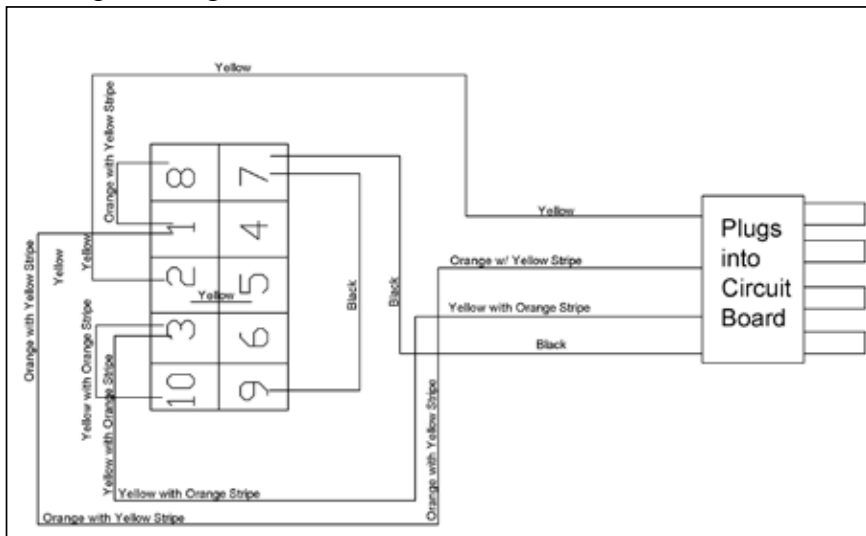 Yellow
Orange with Yellow Stripe
8
7
1
4
2
5
Yellow
3
6
10
9
Orange with Yellow Stripe
Yellow
Yellow
Yellow with Orange Stripe
Yellow with Orange Stripe
Black
Black
Yellow
Orange w/ Yellow Stripe
Yellow with Orange Stripe
Black
Plugs
into
Circuit
Board
Orange with Yellow Stripe
Yellow with Orange Stripe
Orange with Yellow Stripe